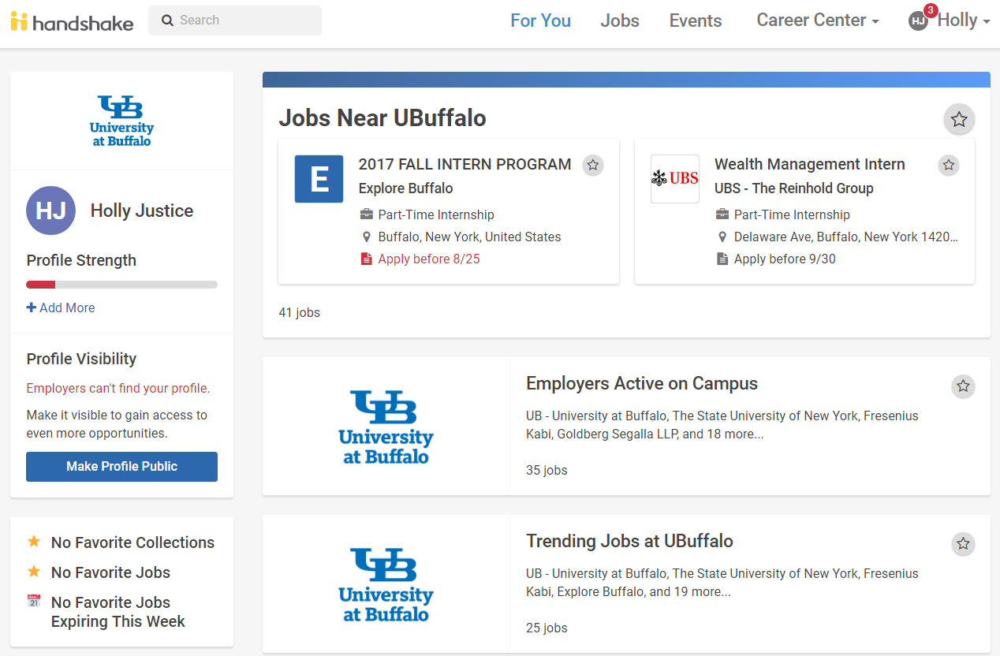 handshake
Search
For You
Jobs
Events
Career Center
HJ
3
Holly
University
at Buffalo
HJ
Holly Justice
Profile Strength
Add More
Profile Visibility
Employers can't find your profile.
Make it visible to gain access to
even more opportunities.
Make Profile Public
No Favorite Collections
No Favorite Jobs
21
No Favorite Jobs
Expiring This Week
Jobs Near UBuffalo
E
2017 FALL INTERN PROGRAM
Explore Buffalo
Part-Time Internship
Buffalo, New York, United States
Apply before 8/25
UBS
Wealth Management Intern
UBS - The Reinhold Group
Part-Time Internship
Delaware Ave, Buffalo, New York 1420...
Apply before 9/30
41 jobs
University
at Buffalo
Employers Active on Campus
UB - University at Buffalo, The State University of New York, Fresenius
Kabi, Goldberg Segalla LLP, and 18 more...
35 jobs
University
at Buffalo
Trending Jobs at UBuffalo
UB - University at Buffalo, The State University of New York, Fresenius
Kabi, Explore Buffalo, and 19 more...
25 jobs